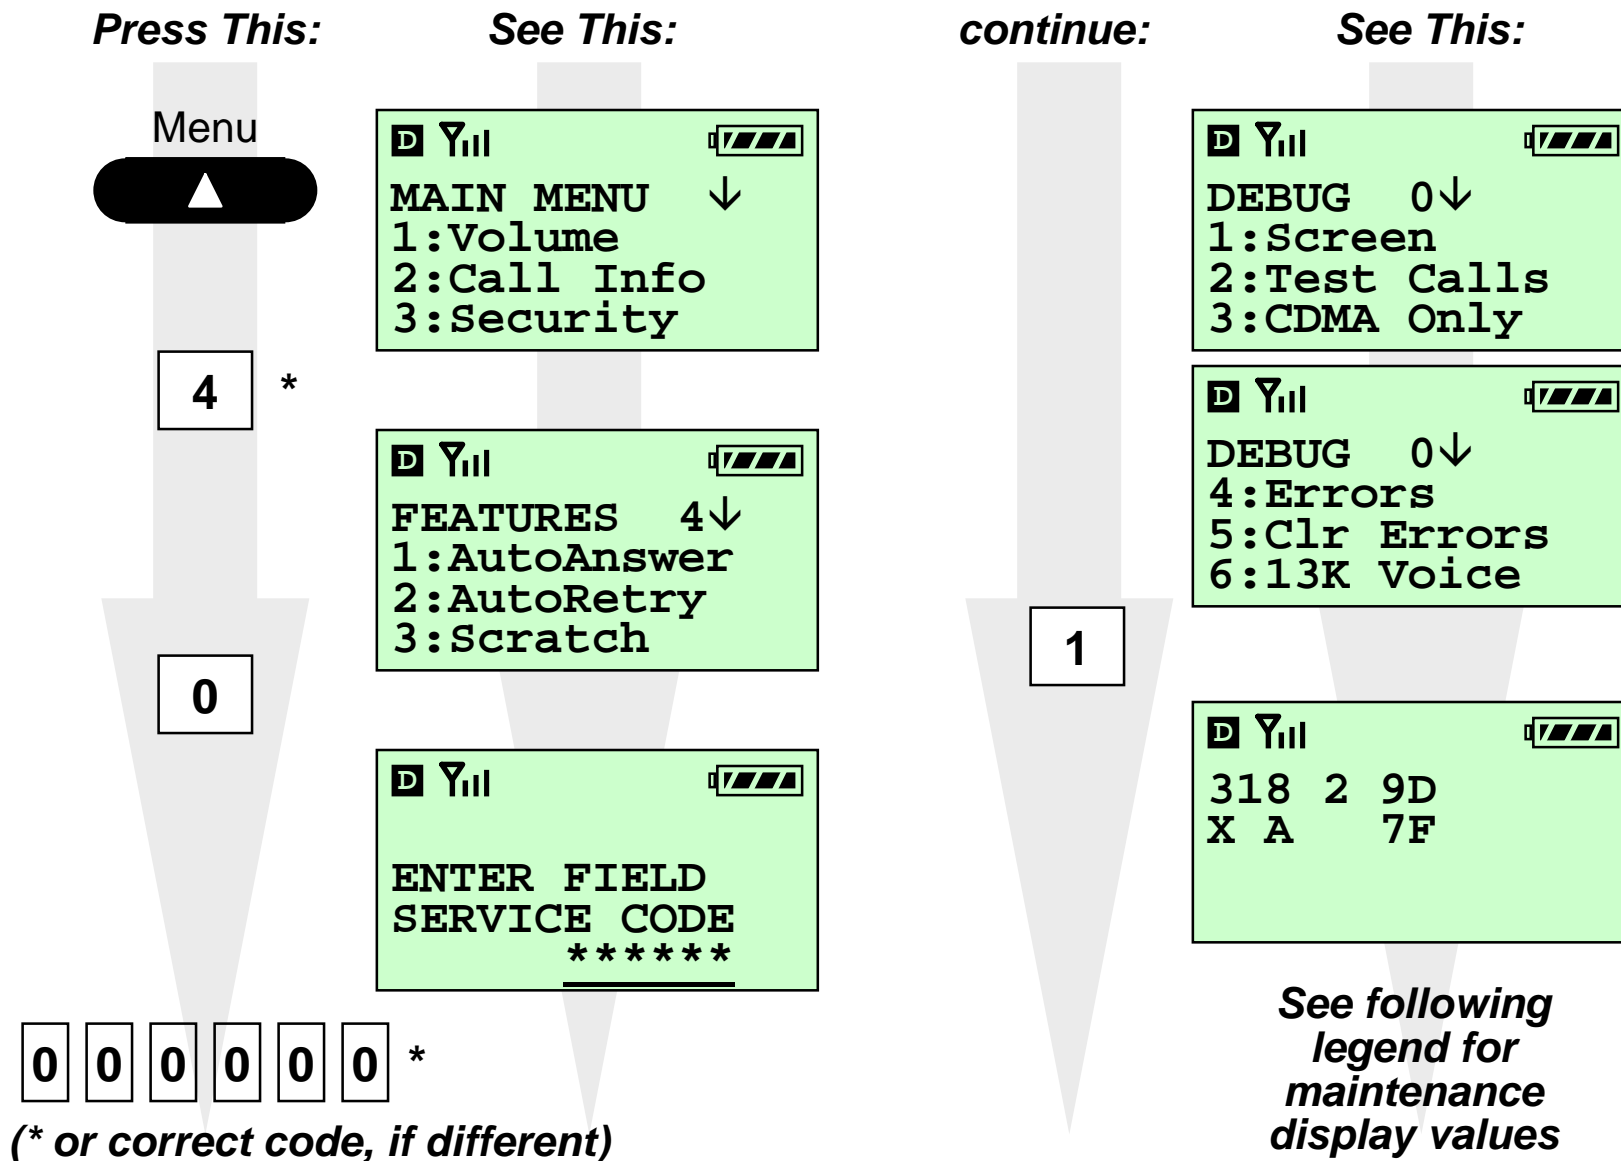 Press This:
See This:
Menu
D
MAIN MENU ↓
1:Volume
2:Call Info
3:Security
4 *
D
FEATURES 4↓
1:AutoAnswer
2:AutoRetry
3:Scratch
0
D
ENTER FIELD
SERVICE CODE
******
0 0 0 0 0 0 *
(* or correct code, if different)
continue:
See This:
D
DEBUG 0↓
1:Screen
2:Test Calls
3:CDMA Only
D
DEBUG 0↓
4:Errors
5:Clr Errors
6:13K Voice
1
D
318 2 9D
X A 7F
See following
legend for
maintenance
display values